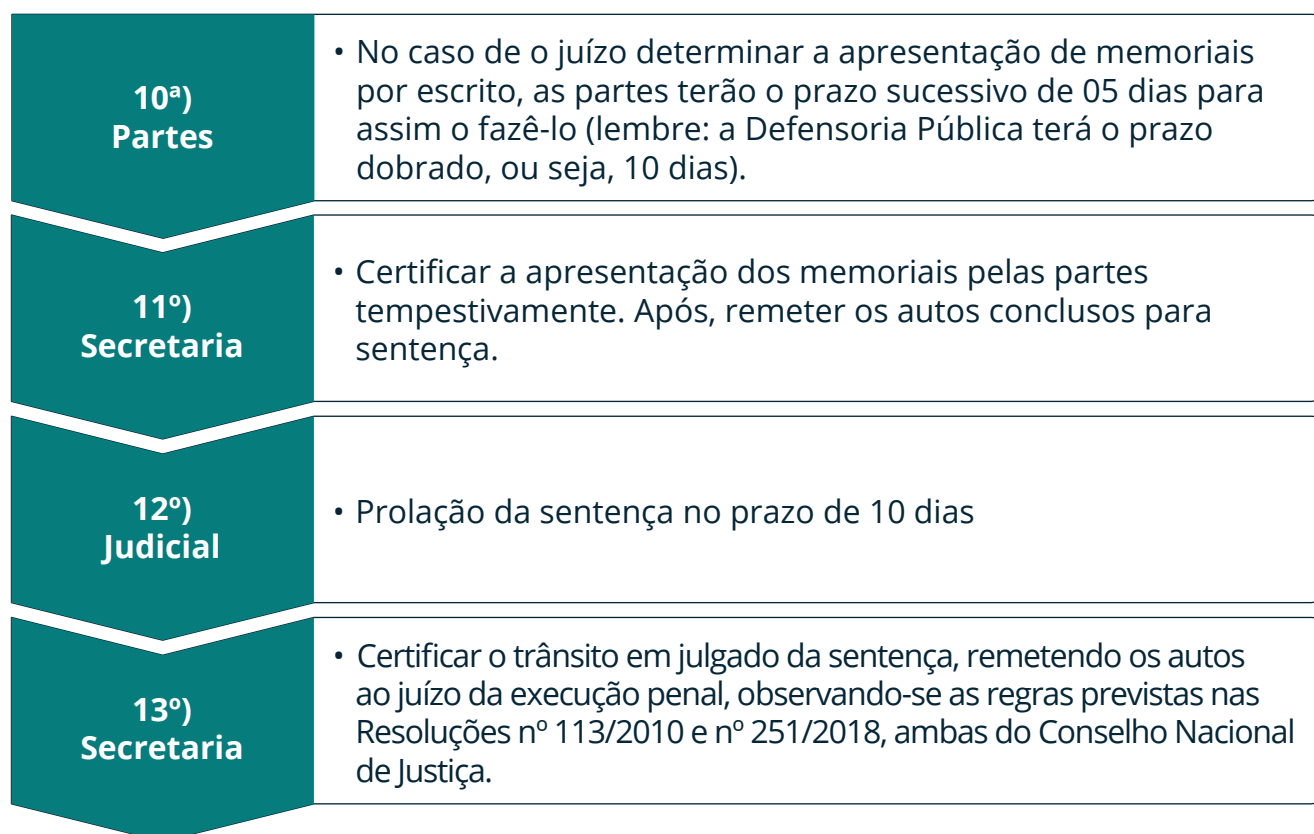 10ª)
Partes
• No caso de o juízo determinar a apresentação de memoriais
por escrito, as partes terão o prazo sucessivo de 05 dias para
assim o fazê-lo (lembre: a Defensoria Pública terá o prazo
dobrado, ou seja, 10 dias).
11º)
Secretaria
• Certificar a apresentação dos memoriais pelas partes
tempestivamente. Após, remeter os autos conclusos para
sentença.
12º)
Judicial
• Prolação da sentença no prazo de 10 dias
13º)
Secretaria
• Certificar o trânsito em julgado da sentença, remetendo os autos
ao juízo da execução penal, observando-se as regras previstas nas
Resoluções nº 113/2010 e nº 251/2018, ambas do Conselho Nacional
de Justiça.